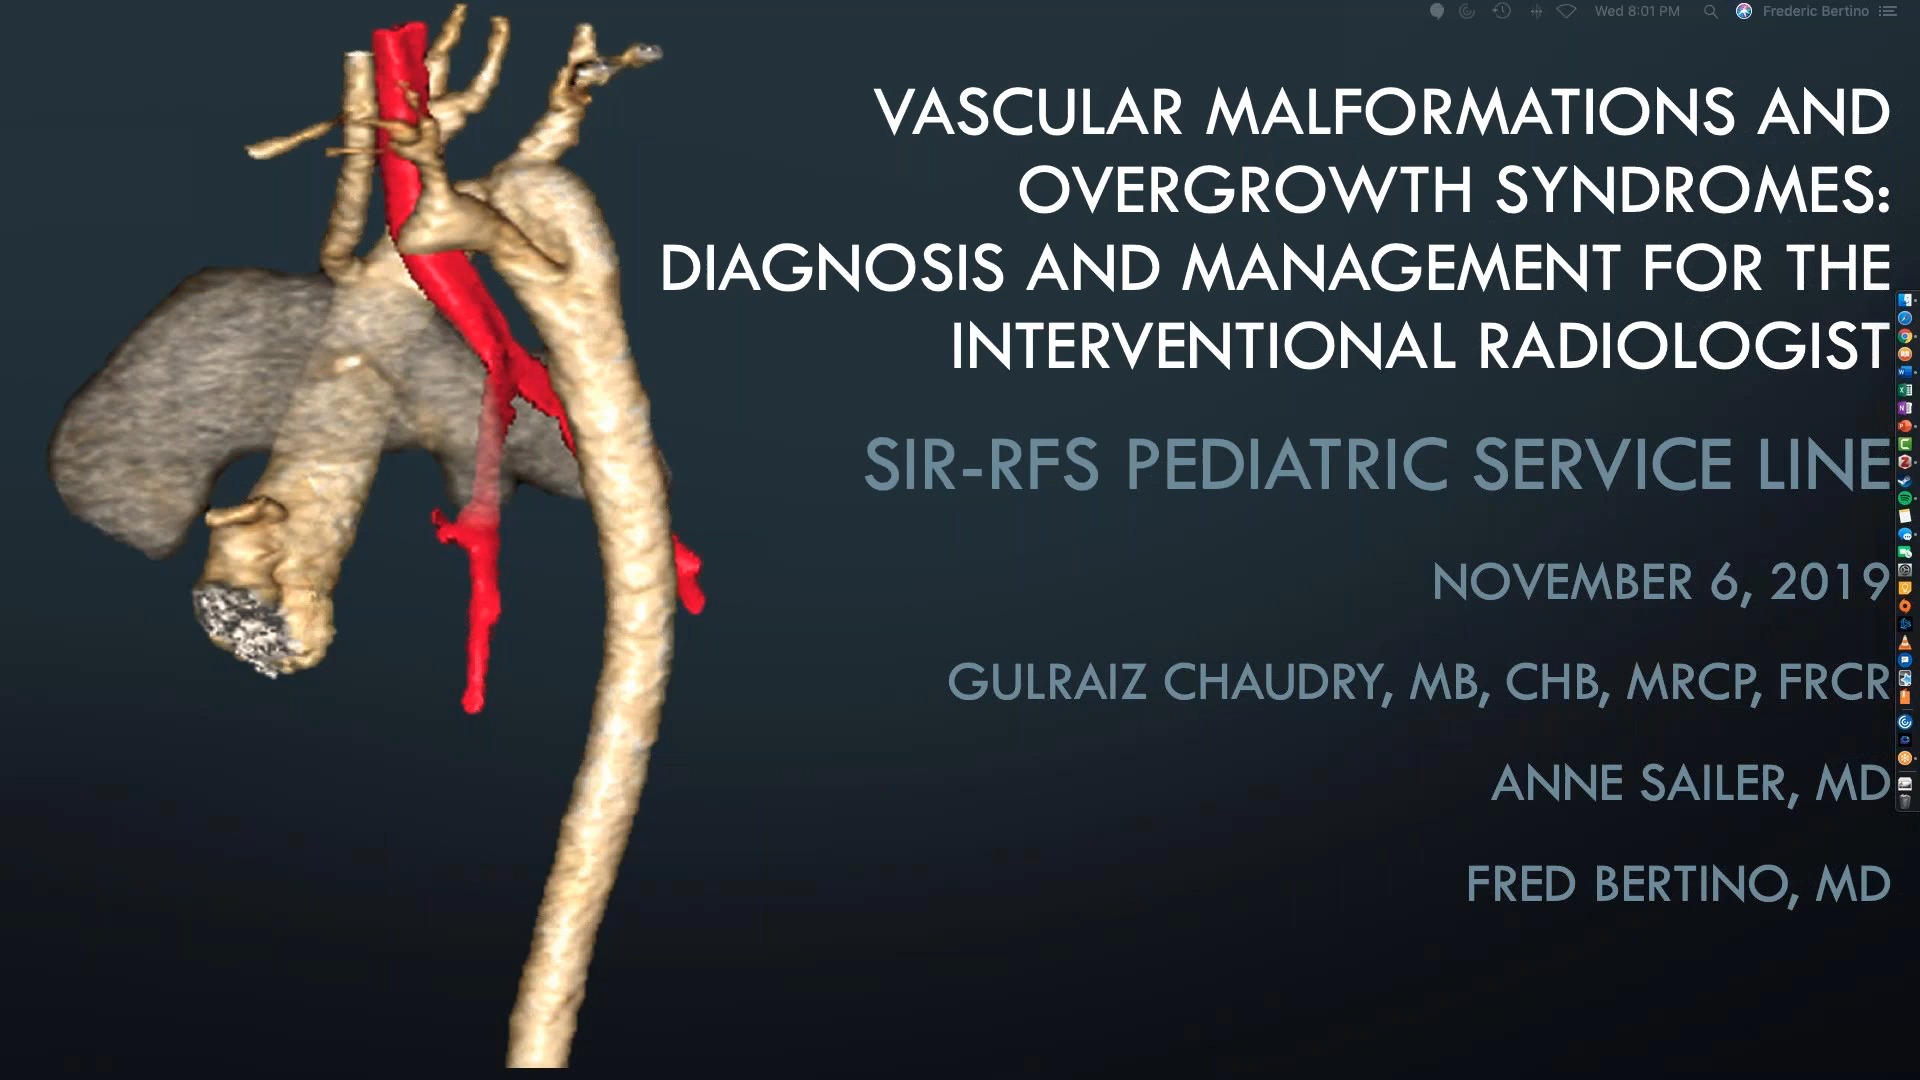 Wed 8:01 PM
Frederic Bertino
VASCULAR MALFORMATIONS AND
OVERGROWTH SYNDROMES:
DIAGNOSIS AND MANAGEMENT FOR THE
INTERVENTIONAL RADIOLOGIST
SIR-RFS PEDIATRIC SERVICE LINE
NOVEMBER 6, 2019
GULRAIZ CHAUDRY, MB, CHB, MRCP, FRCR
ANNE SAILER, MD
FRED BERTINO, MD